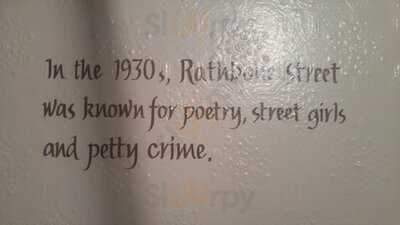 In the 1930s, Rathbone Street
was known for poetry, street girls
and petty crime.